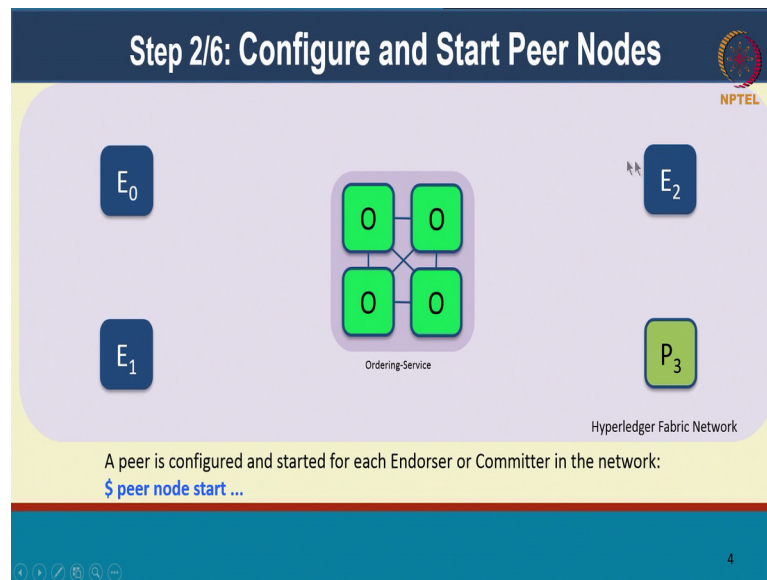 Step 2/6: Configure and Start Peer Nodes
NPTEL
E₀
E₂
O O
O O
E₁
P₃
Ordering-Service
Hyperledger Fabric Network
A peer is configured and started for each Endorser or Committer in the network:
$ peer node start ...
4